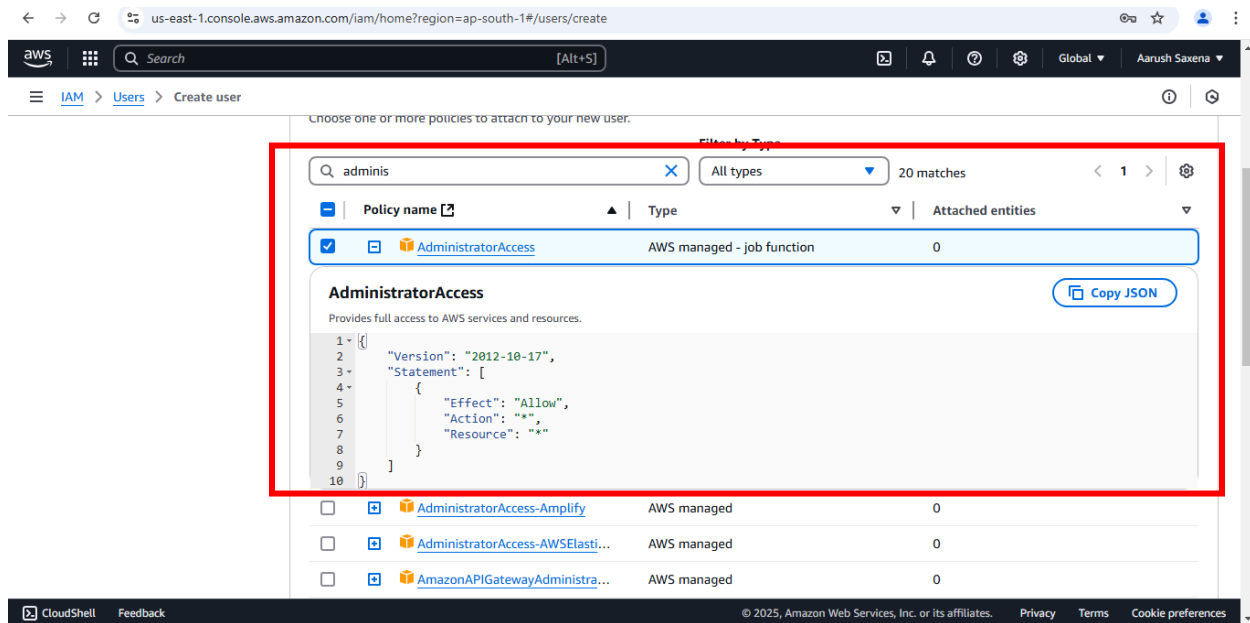 us-east-1.console.aws.amazon.com/iam/home?region=ap-south-1#/users/create
aws Search [Alt+S] Global Aarush Saxena
IAM > Users > Create user
Choose one or more policies to attach to your new user.
Filter by Type
adminis All types 20 matches 1
Policy name Type Attached entities
AdministratorAccess AWS managed - job function 0
AdministratorAccess Copy JSON
Provides full access to AWS services and resources.
1 {
2 "Version": "2012-10-17",
3 "Statement": [
4 {
5 "Effect": "Allow",
6 "Action": "*",
7 "Resource": "*"
8 }
9 ]
10 }
AdministratorAccess-Amplify AWS managed 0
AdministratorAccess-AWSElasti... AWS managed 0
AmazonAPIGatewayAdministra... AWS managed 0
CloudShell Feedback © 2025, Amazon Web Services, Inc. or its affiliates. Privacy Terms Cookie preferences